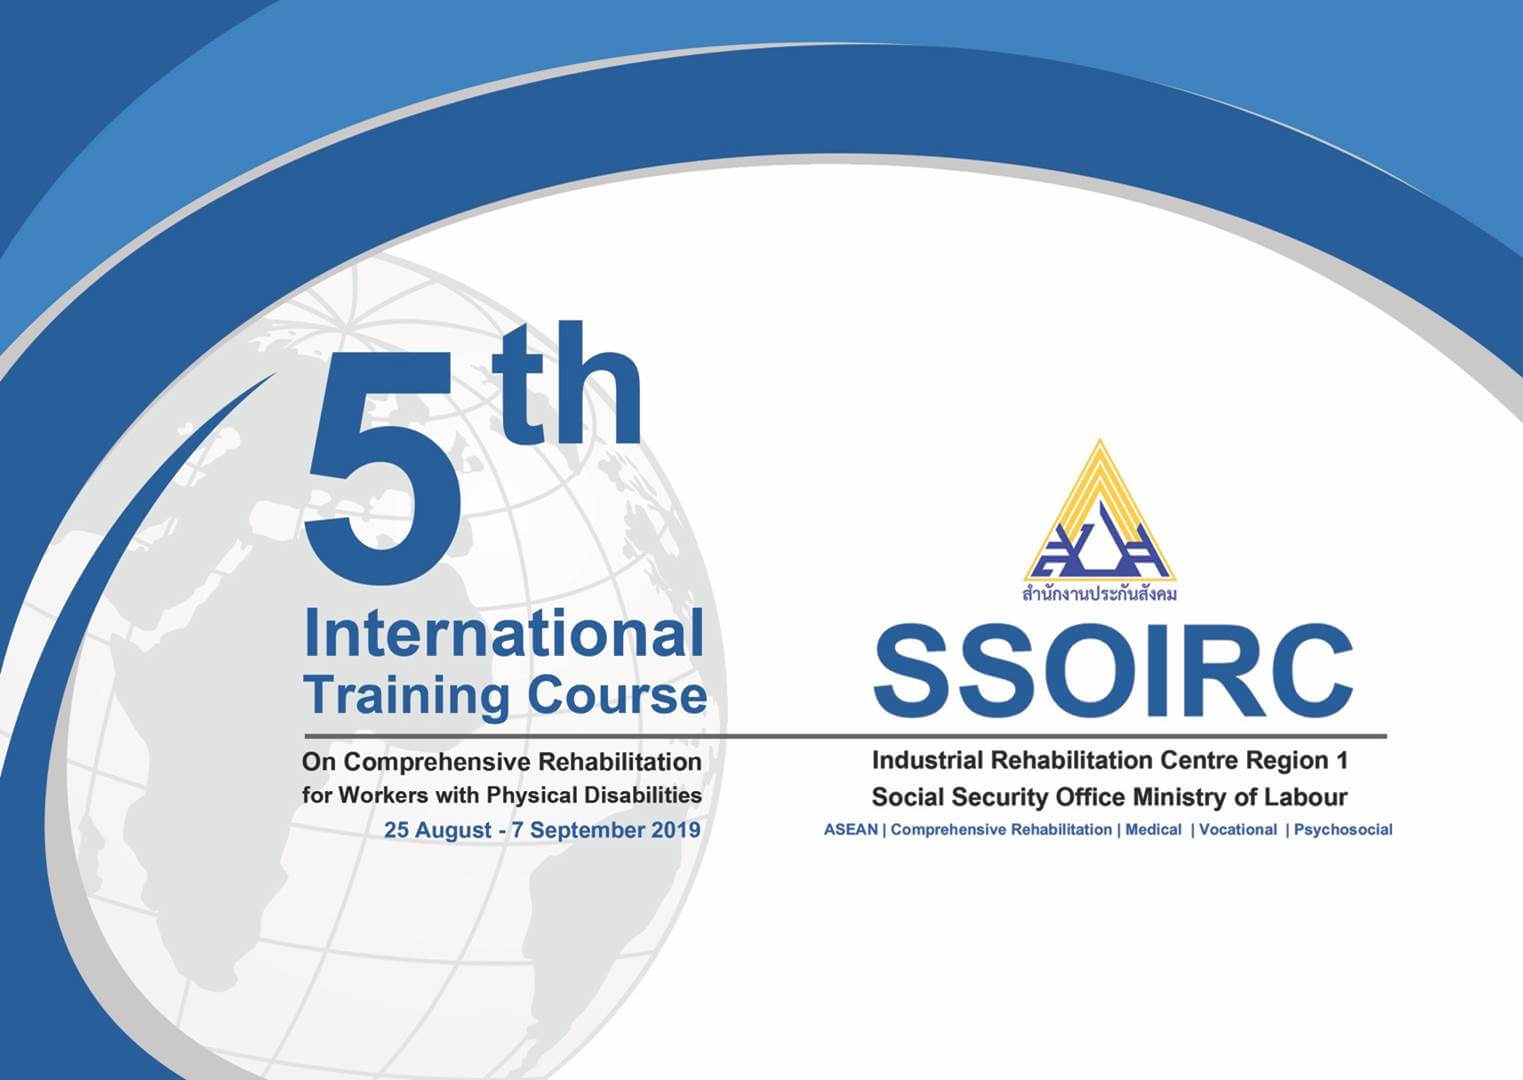 5th
International
Training Course
On Comprehensive Rehabilitation
for Workers with Physical Disabilities
25 August - 7 September 2019
สำนักงานประกันสังคม
SSOIRC
Industrial Rehabilitation Centre Region 1
Social Security Office Ministry of Labour
ASEAN | Comprehensive Rehabilitation | Medical | Vocational | Psychosocial